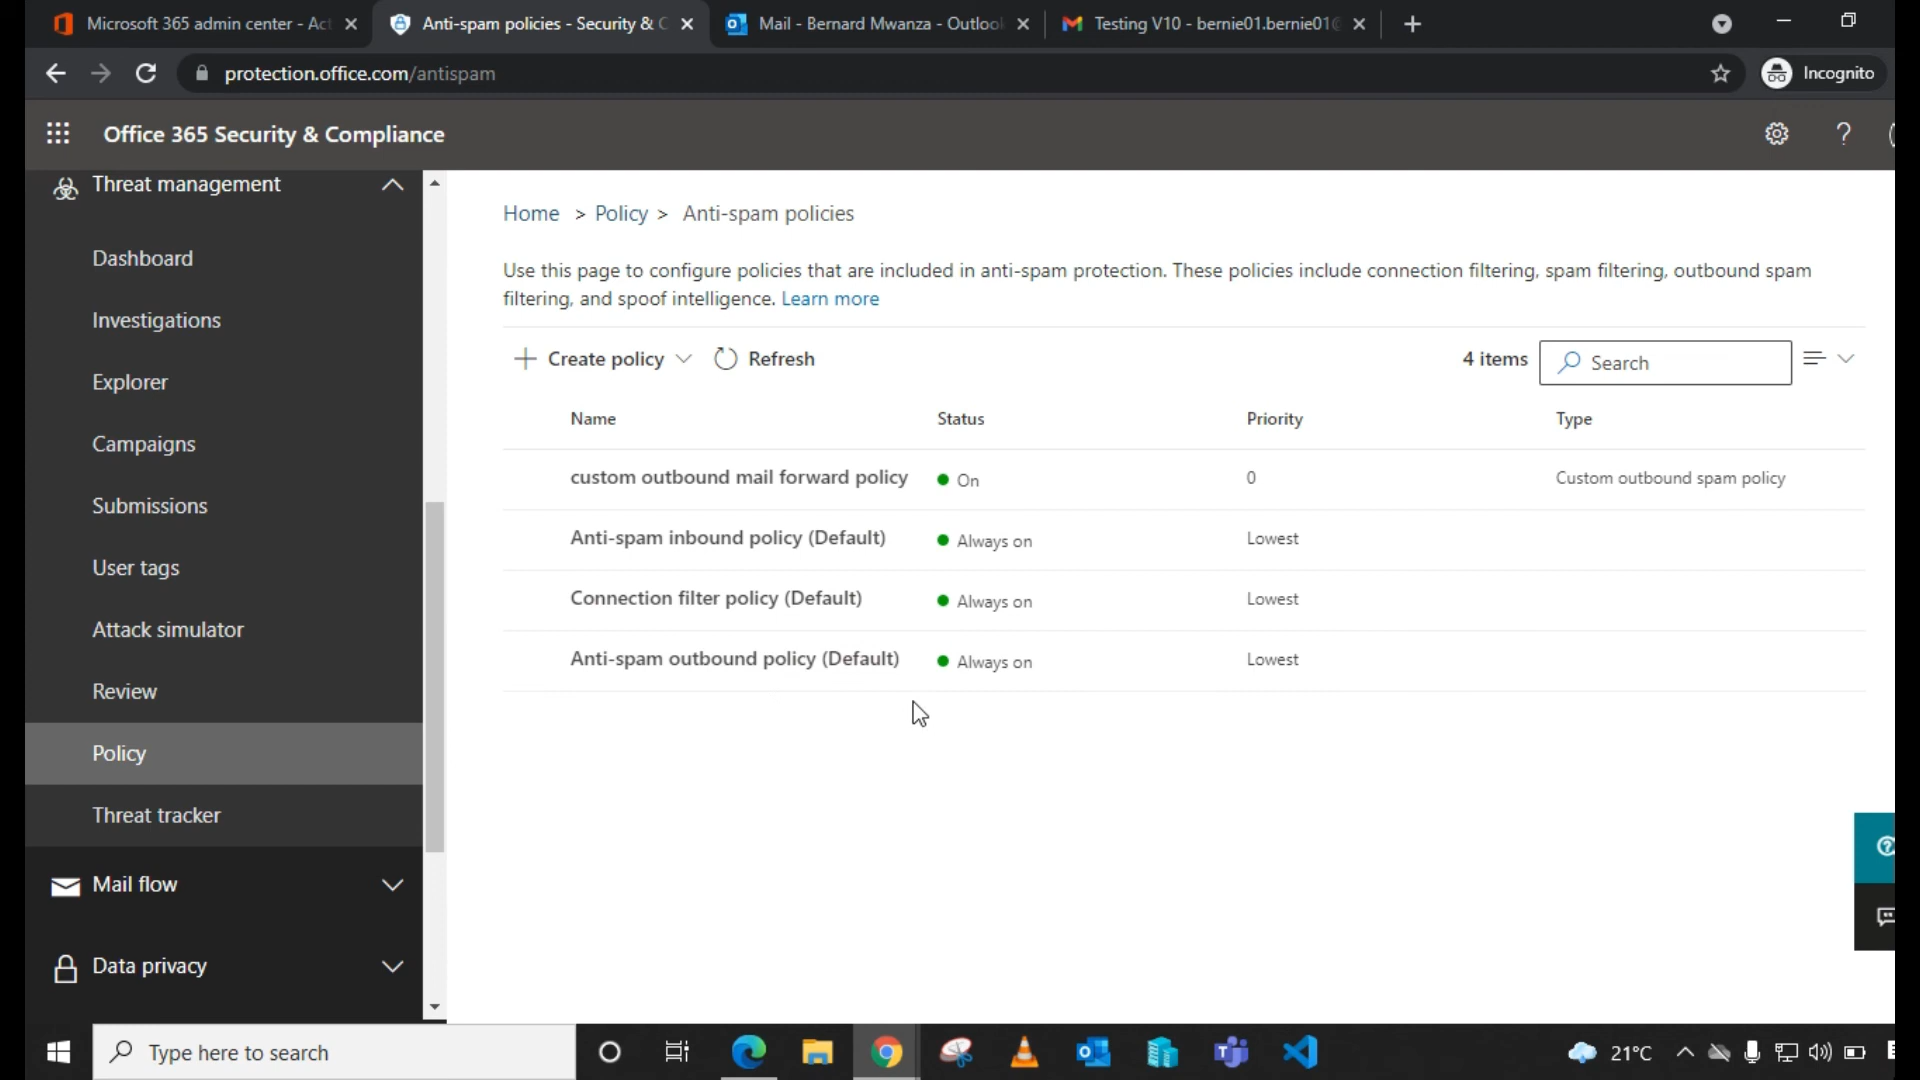 Microsoft 365 admin center - Act
Anti-spam policies - Security & C
Mail - Bernard Mwanza - Outlook
Testing V10 - bernie01.bernie01@
protection.office.com/antispam
Incognito
Office 365 Security & Compliance
Threat management
Dashboard
Investigations
Explorer
Campaigns
Submissions
User tags
Attack simulator
Review
Policy
Threat tracker
Mail flow
Data privacy
Home > Policy > Anti-spam policies
Use this page to configure policies that are included in anti-spam protection. These policies include connection filtering, spam filtering, outbound spam
filtering, and spoof intelligence. Learn more
Create policy Refresh 4 items Search
Name Status Priority Type
custom outbound mail forward policy On 0 Custom outbound spam policy
Anti-spam inbound policy (Default) Always on Lowest
Connection filter policy (Default) Always on Lowest
Anti-spam outbound policy (Default) Always on Lowest
Type here to search
21°C